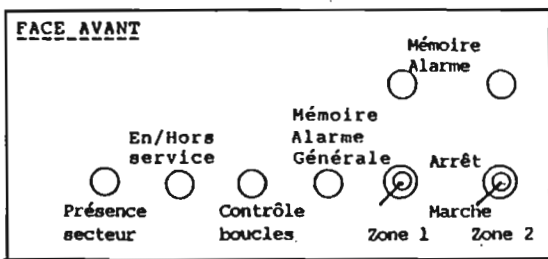 FACE AVANT
Mémoire
Alarme
Mémoire
Alarme
Générale
En/Hors
service
Arrêt
Présence
secteur
Contrôle
boucles
Marche
Zone 1
Zone 2